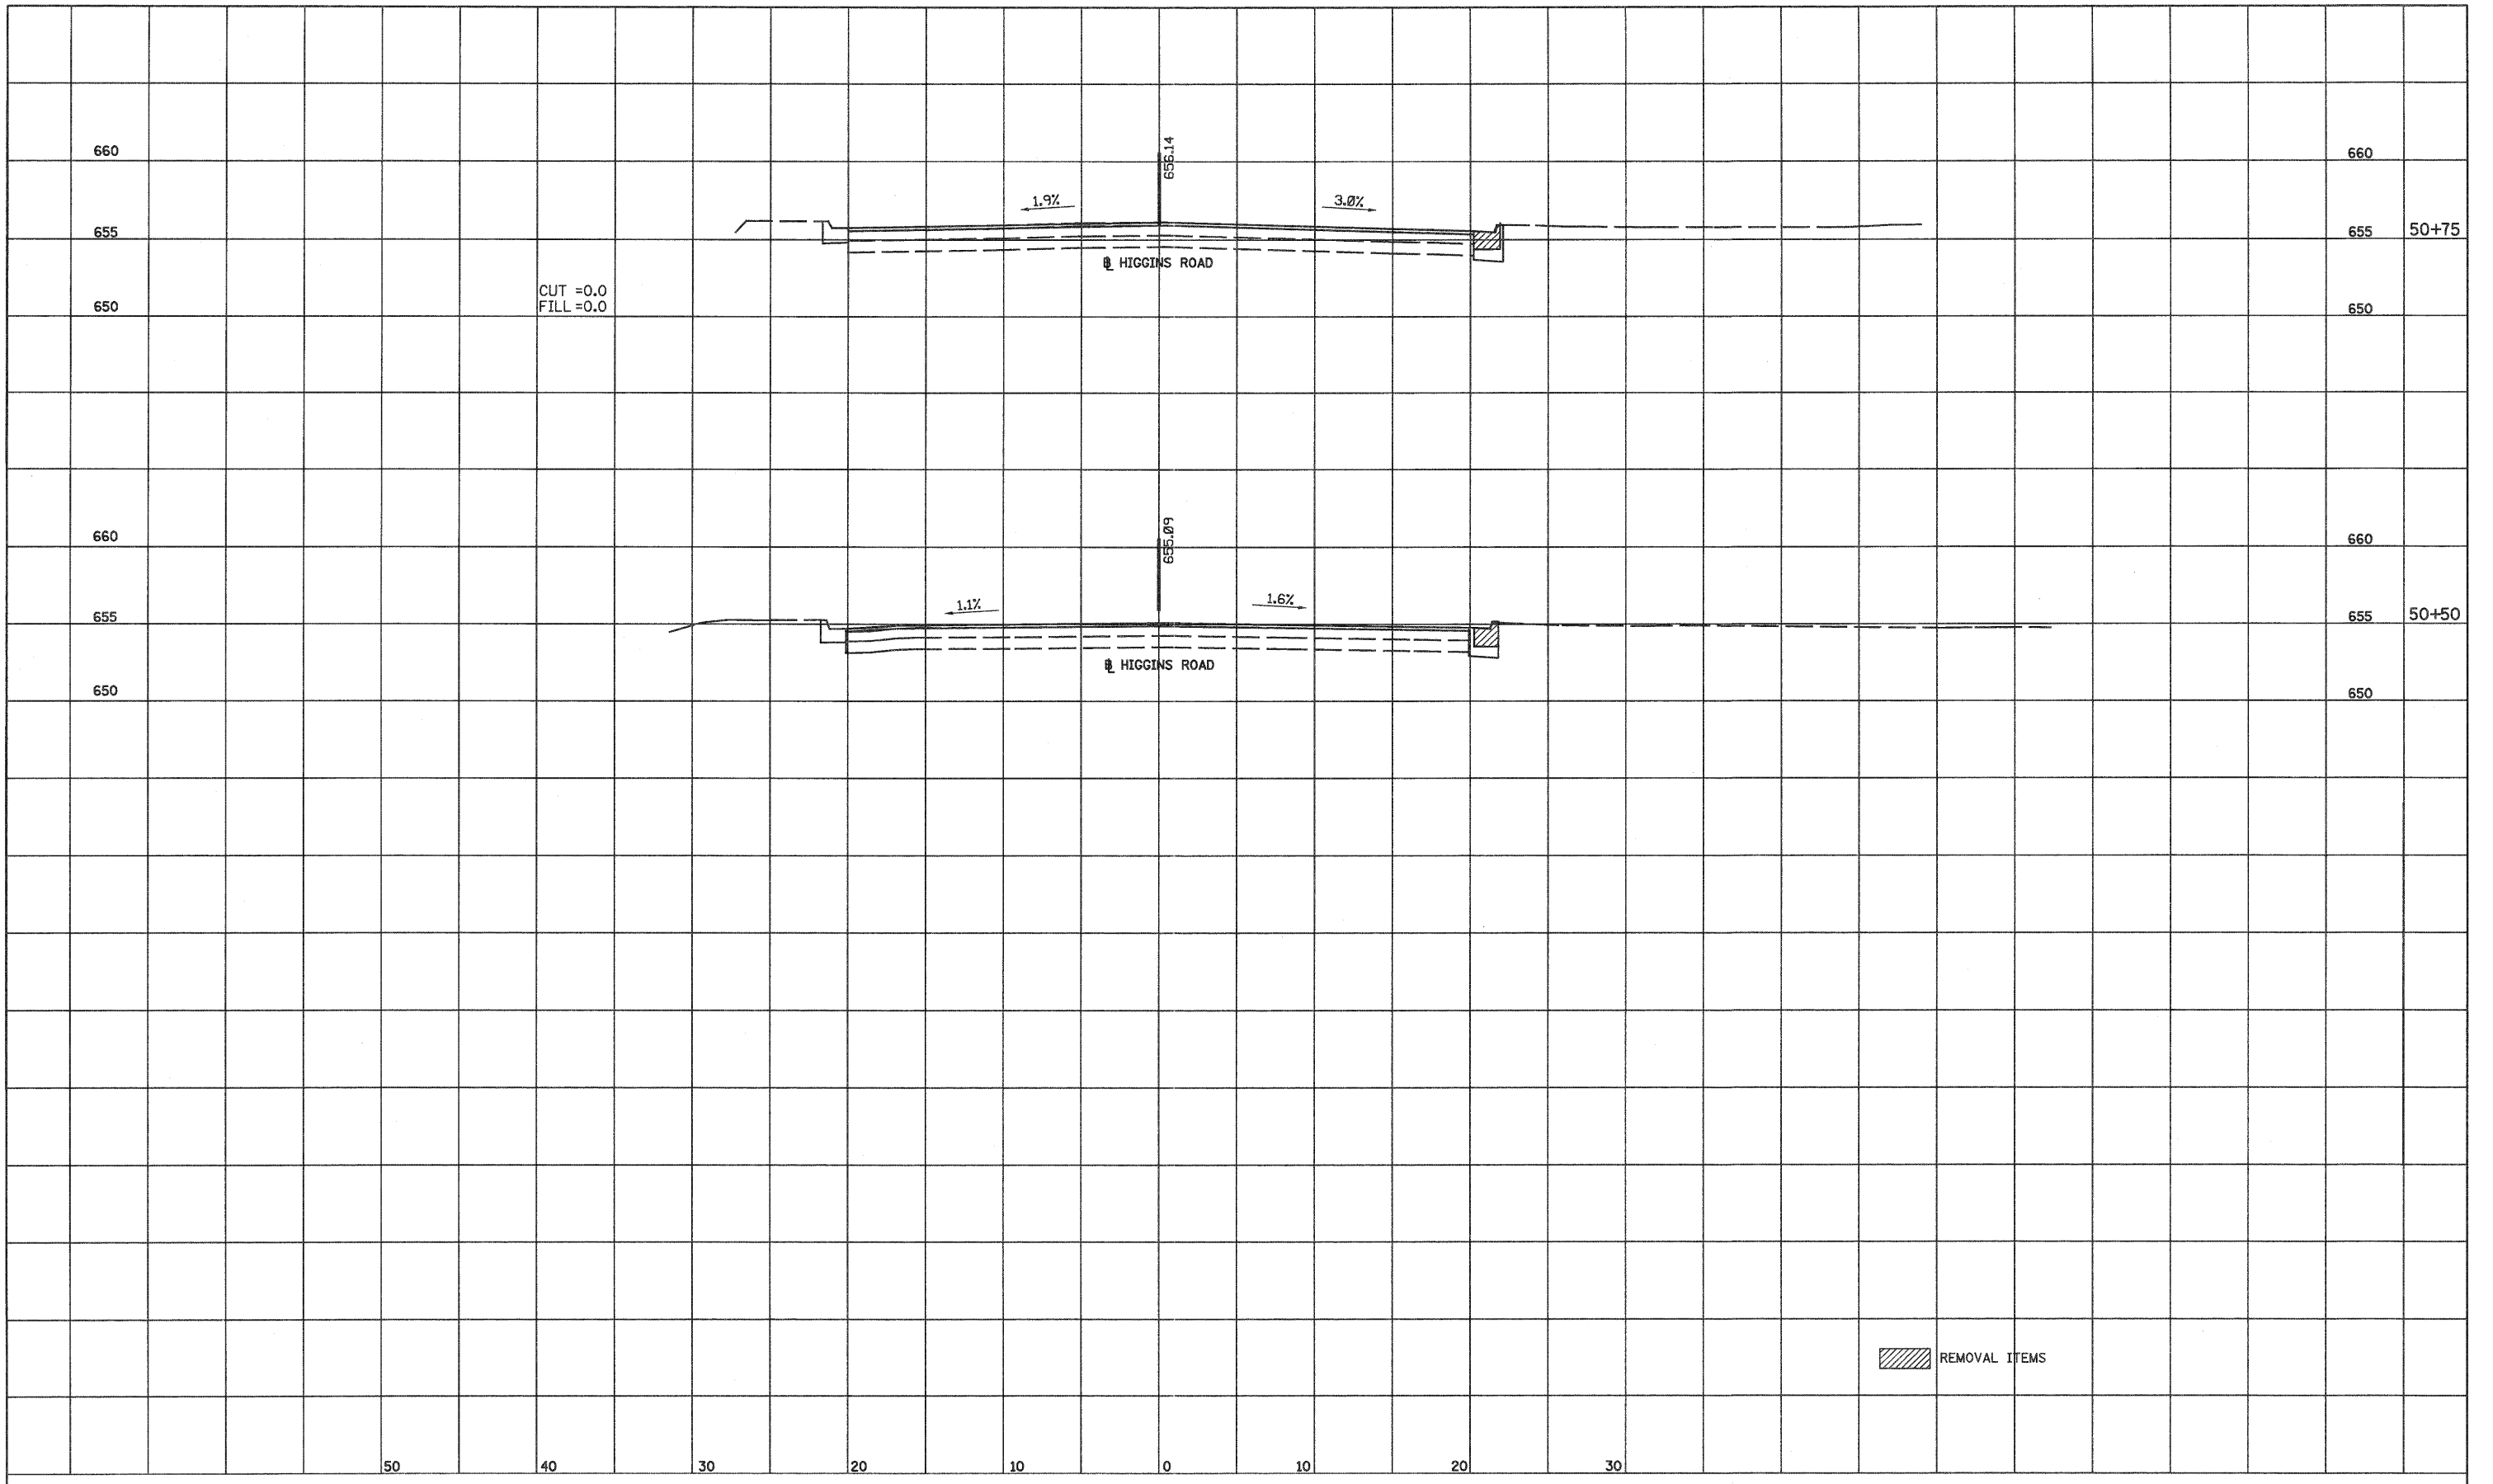 656.14
660 660
1.9% 3.0%
655 655 50+75
℄ HIGGINS ROAD
CUT =0.0
FILL =0.0
650 650
655.09
660 660
1.1% 1.6%
655 655 50+50
℄ HIGGINS ROAD
650 650
REMOVAL ITEMS
50 40 30 20 10 0 10 20 30